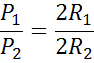 P₁/P₂ = 2R₁/2R₂